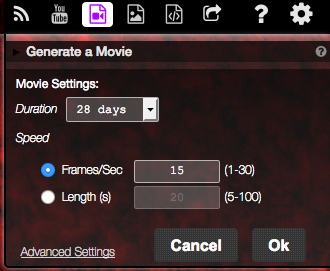 You
Tube
?
Generate a Movie
?
Movie Settings:
Duration 28 days
Speed
Frames/Sec 15 (1-30)
Length (s) 20 (5-100)
Advanced Settings Cancel Ok